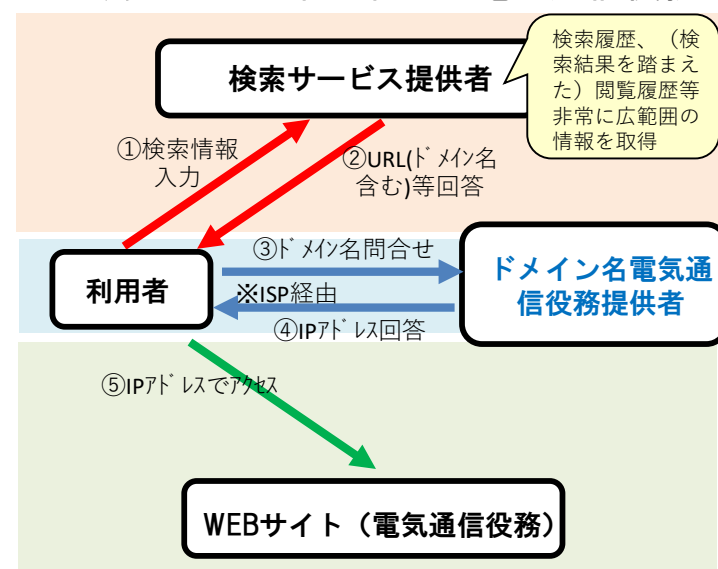 検索サービス提供者
検索履歴、（検
索結果を踏まえ
た）閲覧履歴等
非常に広範囲の
情報を取得
①検索情報
入力
②URL(ﾄﾞﾒｲﾝ名
含む)等回答
③ﾄﾞﾒｲﾝ名問合せ
利用者
※ISP経由
④IPｱﾄﾞﾚｽ回答
ドメイン名電気通
信役務提供者
⑤IPｱﾄﾞﾚｽでｱｸｾｽ
WEBサイト（電気通信役務）